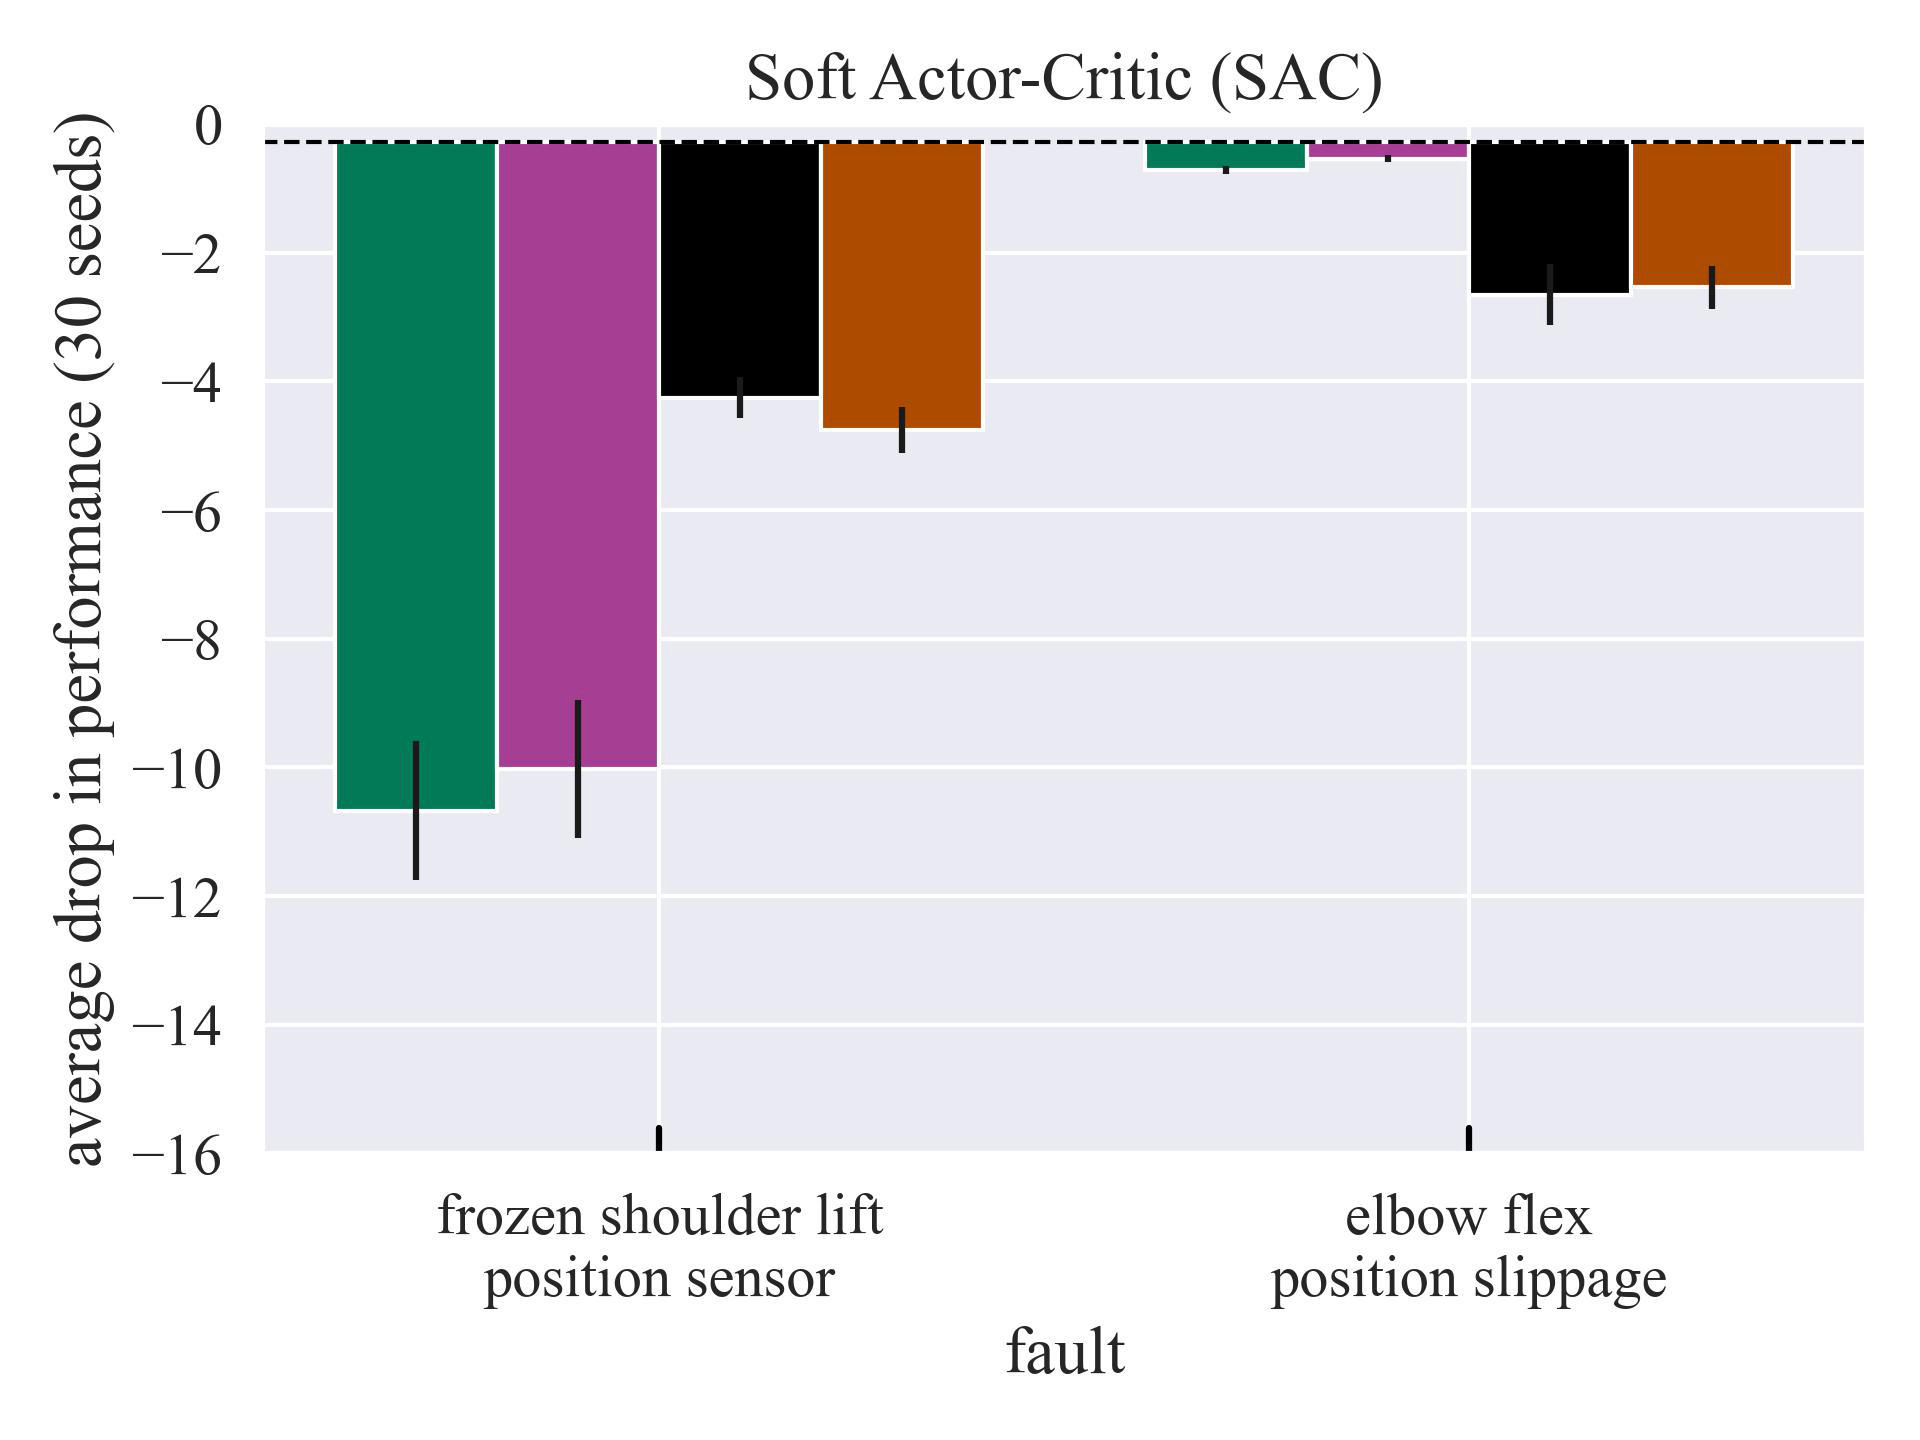 Soft Actor-Critic (SAC)
average drop in performance (30 seeds)
0
−2
−4
−6
−8
−10
−12
−14
−16
frozen shoulder lift
position sensor
elbow flex
position slippage
fault